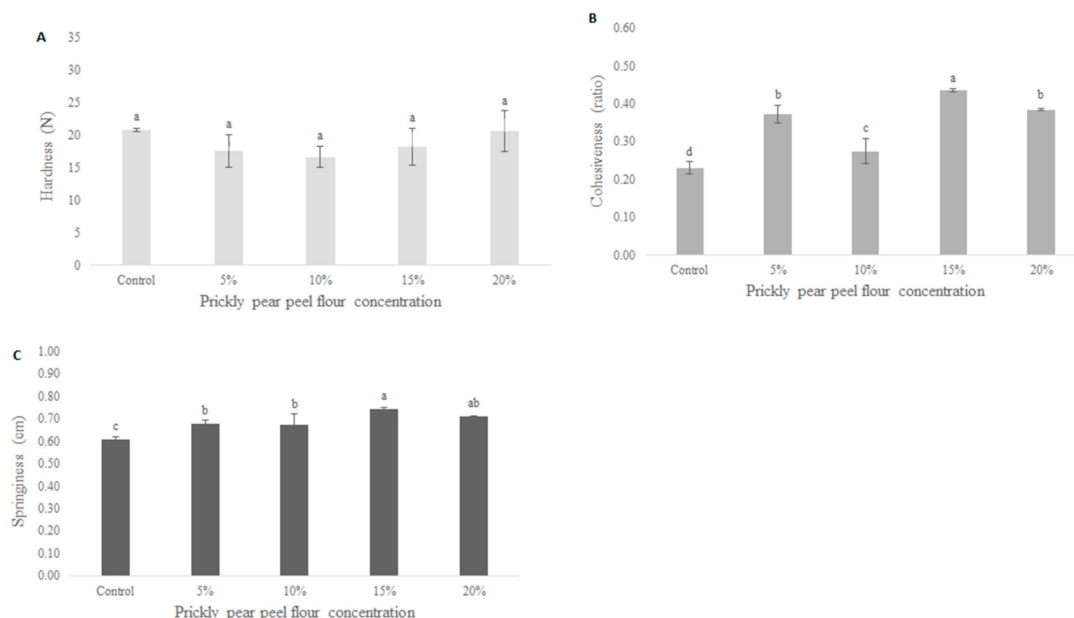 A
Hardness (N)
35
30
25
20
15
10
5
0
a
a
a
a
a
Control 5% 10% 15% 20%
Prickly pear peel flour concentration
B
Cohesiveness (ratio)
0.60
0.50
0.40
0.30
0.20
0.10
0.00
d
b
c
a
b
Control 5% 10% 15% 20%
Prickly pear peel flour concentration
C
Springiness (cm)
1.00
0.90
0.80
0.70
0.60
0.50
0.40
0.30
0.20
0.10
0.00
c
b
b
a
ab
Control 5% 10% 15% 20%
Prickly pear peel flour concentration